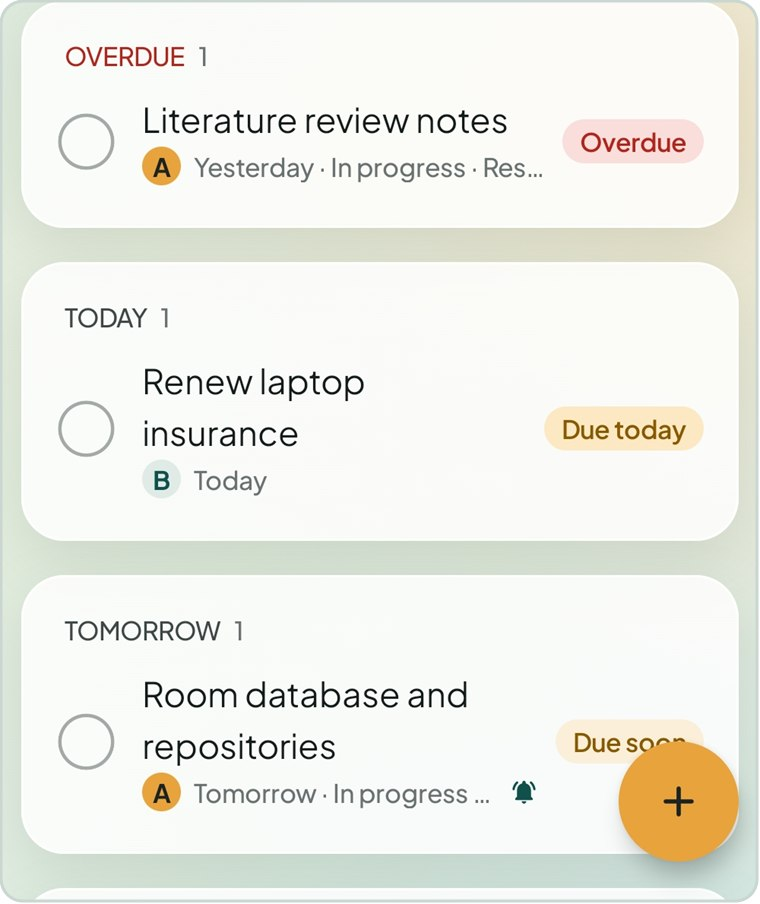 OVERDUE 1
Literature review notes
A Yesterday · In progress · Res...
Overdue
TODAY 1
Renew laptop
insurance
Due today
B Today
TOMORROW 1
Room database and
repositories
Due soon
A Tomorrow · In progress ...
+